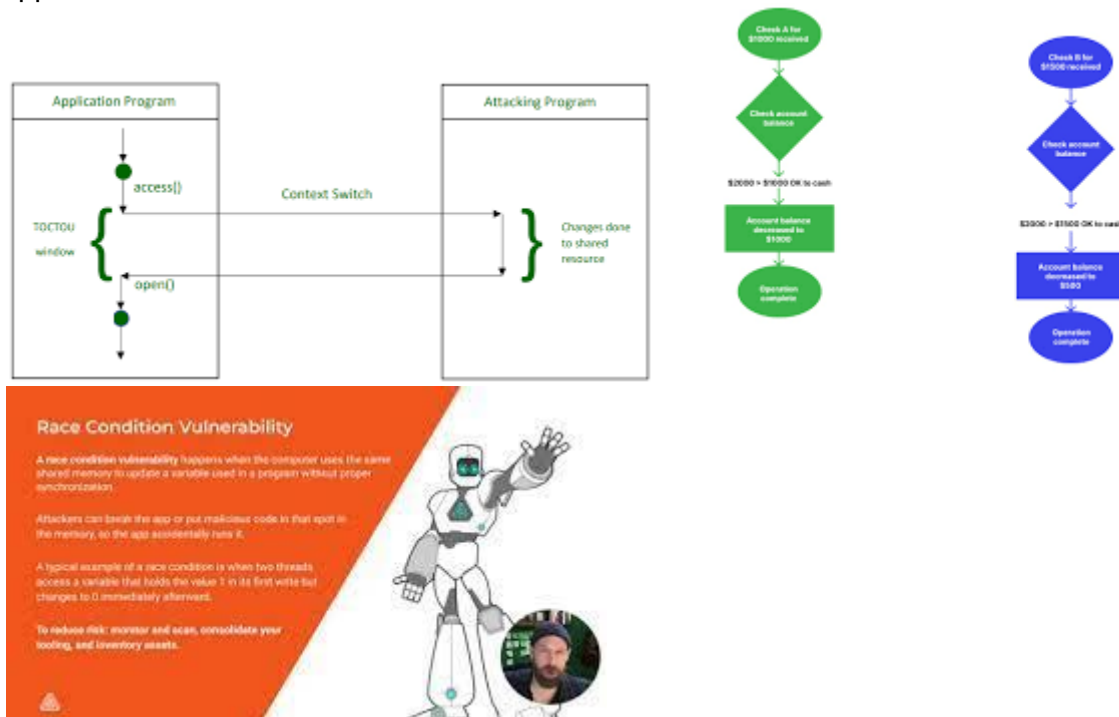 Application Program
access()
TOCTOU
window
open()
Context Switch
Attacking Program
Changes done
to shared
resource
Check A for
$1000 received
Check account
balance
$2000 > $1000 OK to cash
Account balance
decreased to
$1000
Operation
complete
Check B for
$1500 received
Check account
balance
$2000 > $1500 OK to cash
Account balance
decreased to
$500
Operation
complete
Race Condition Vulnerability
A race condition vulnerability happens when the computer uses the same
shared memory to update a variable used in a program without proper
synchronization
Attackers can break the app or put malicious code in that spot in
the memory, so the app accidentally runs it.
A typical example of a race condition is when two threads
access a variable that holds the value 1 in its first write but
changes to 0 immediately afterward.
To reduce risk: monitor and scan, consolidate your
tooling, and inventory assets.